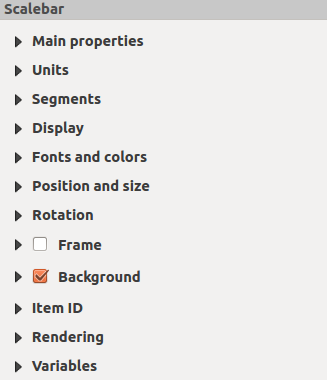 Scalebar
Main properties
Units
Segments
Display
Fonts and colors
Position and size
Rotation
Frame
Background
Item ID
Rendering
Variables